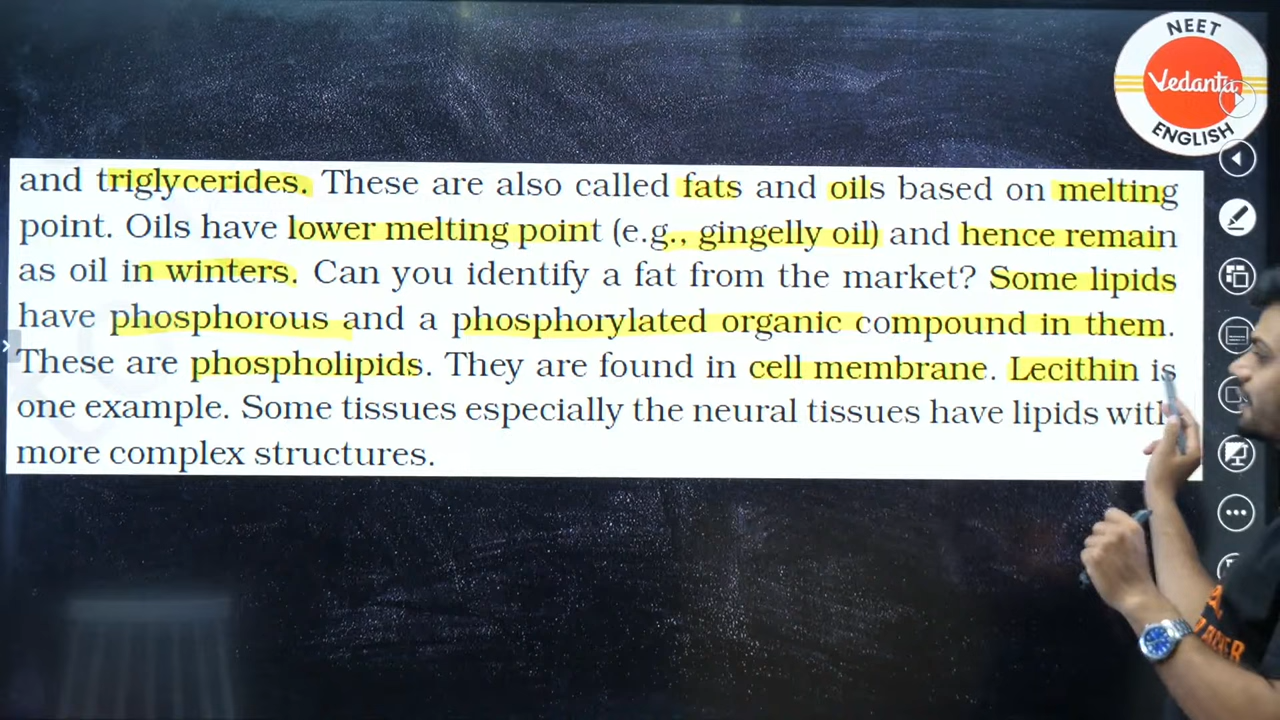 NEET
Vedantu
ENGLISH
and triglycerides. These are also called fats and oils based on melting
point. Oils have lower melting point (e.g., gingelly oil) and hence remain
as oil in winters. Can you identify a fat from the market? Some lipids
have phosphorous and a phosphorylated organic compound in them.
These are phospholipids. They are found in cell membrane. Lecithin is
one example. Some tissues especially the neural tissues have lipids with
more complex structures.